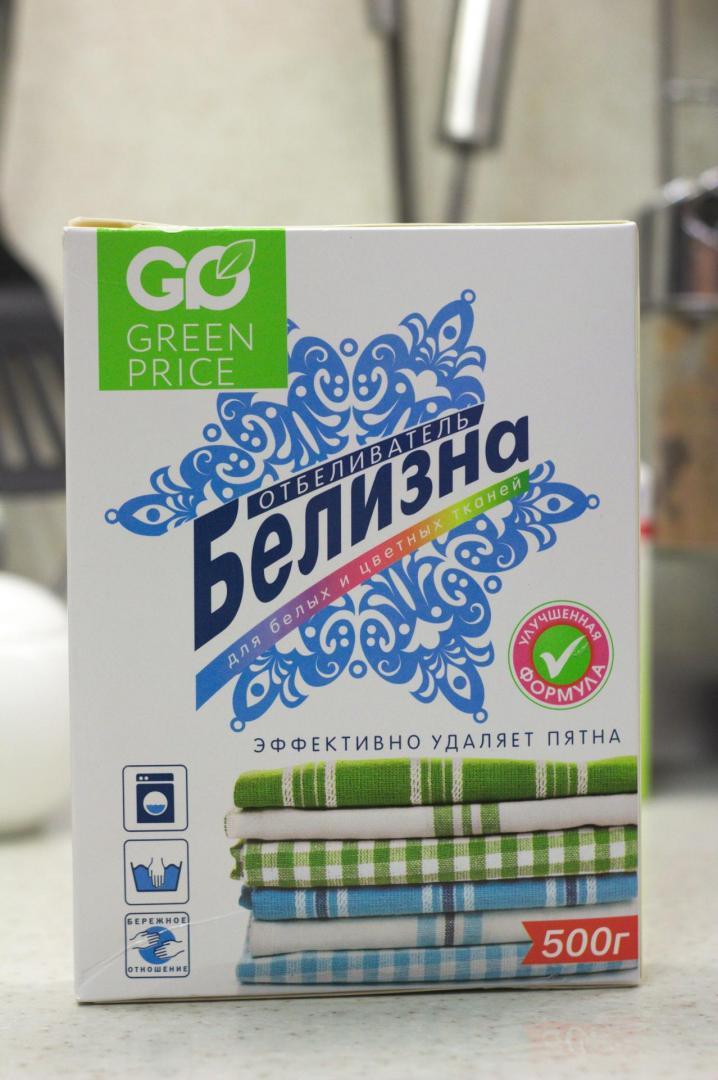 GO
GREEN
PRICE
ОТБЕЛИВАТЕЛЬ
Белизна
для белых и цветных тканей
УЛУЧШЕННАЯ
ФОРМУЛА
ЭФФЕКТИВНО УДАЛЯЕТ ПЯТНА
БЕРЕЖНОЕ
ОТНОШЕНИЕ
500г